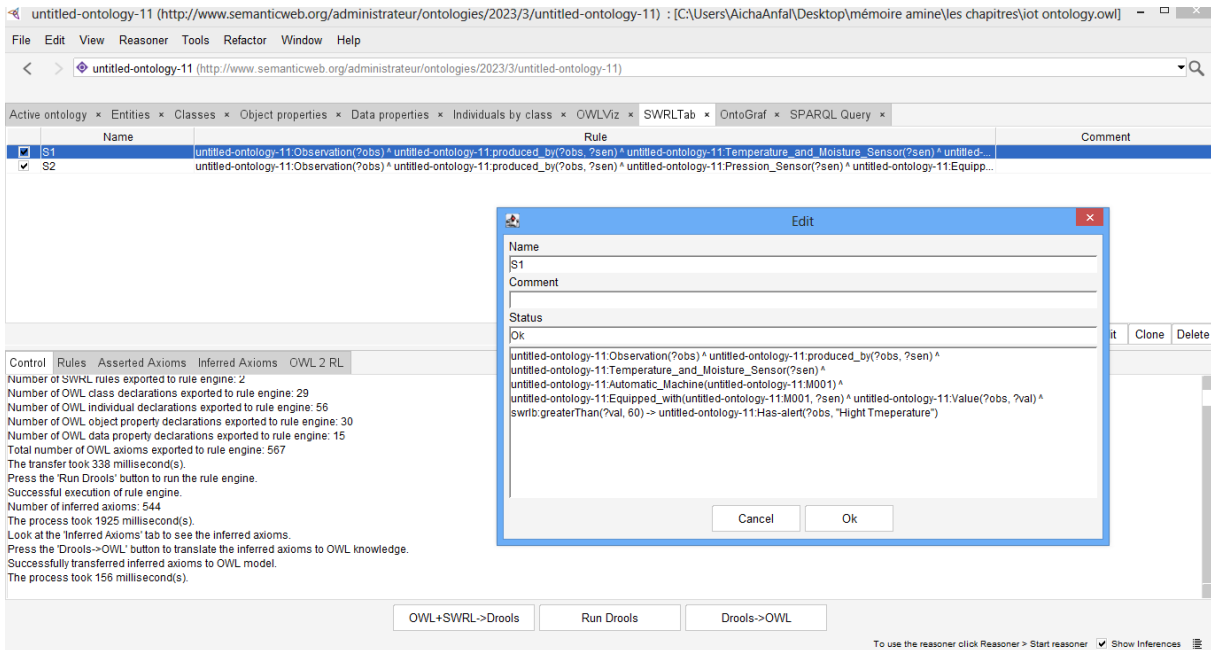 untitled-ontology-11 (http://www.semanticweb.org/administrateur/ontologies/2023/3/untitled-ontology-11) : [C:\Users\AichaAnfal\Desktop\mémoire amine\les chapitres\iot ontology.owl]
File Edit View Reasoner Tools Refactor Window Help
untitled-ontology-11 (http://www.semanticweb.org/administrateur/ontologies/2023/3/untitled-ontology-11)
Active ontology × Entities × Classes × Object properties × Data properties × Individuals by class × OWLViz × SWRLTab × OntoGraf × SPARQL Query ×
Name Rule Comment
S1 untitled-ontology-11:Observation(?obs) ^ untitled-ontology-11:produced_by(?obs, ?sen) ^ untitled-ontology-11:Temperature_and_Moisture_Sensor(?sen) ^ untitled-...
S2 untitled-ontology-11:Observation(?obs) ^ untitled-ontology-11:produced_by(?obs, ?sen) ^ untitled-ontology-11:Pression_Sensor(?sen) ^ untitled-ontology-11:Equipp...
Edit
Name
S1
Comment
Status
Ok
untitled-ontology-11:Observation(?obs) ^ untitled-ontology-11:produced_by(?obs, ?sen) ^
untitled-ontology-11:Temperature_and_Moisture_Sensor(?sen) ^
untitled-ontology-11:Automatic_Machine(untitled-ontology-11:M001) ^
untitled-ontology-11:Equipped_with(untitled-ontology-11:M001, ?sen) ^ untitled-ontology-11:Value(?obs, ?val) ^
swrlb:greaterThan(?val, 60) -> untitled-ontology-11:Has-alert(?obs, "Hight Tmeperature")
Cancel Ok
it Clone Delete
Control Rules Asserted Axioms Inferred Axioms OWL 2 RL
Number of SWRL rules exported to rule engine: 2
Number of OWL class declarations exported to rule engine: 29
Number of OWL individual declarations exported to rule engine: 56
Number of OWL object property declarations exported to rule engine: 30
Number of OWL data property declarations exported to rule engine: 15
Total number of OWL axioms exported to rule engine: 567
The transfer took 338 millisecond(s).
Press the 'Run Drools' button to run the rule engine.
Successful execution of rule engine.
Number of inferred axioms: 544
The process took 1925 millisecond(s).
Look at the 'Inferred Axioms' tab to see the inferred axioms.
Press the 'Drools->OWL' button to translate the inferred axioms to OWL knowledge.
Successfully transferred inferred axioms to OWL model.
The process took 156 millisecond(s).
OWL+SWRL->Drools Run Drools Drools->OWL
To use the reasoner click Reasoner > Start reasoner Show Inferences